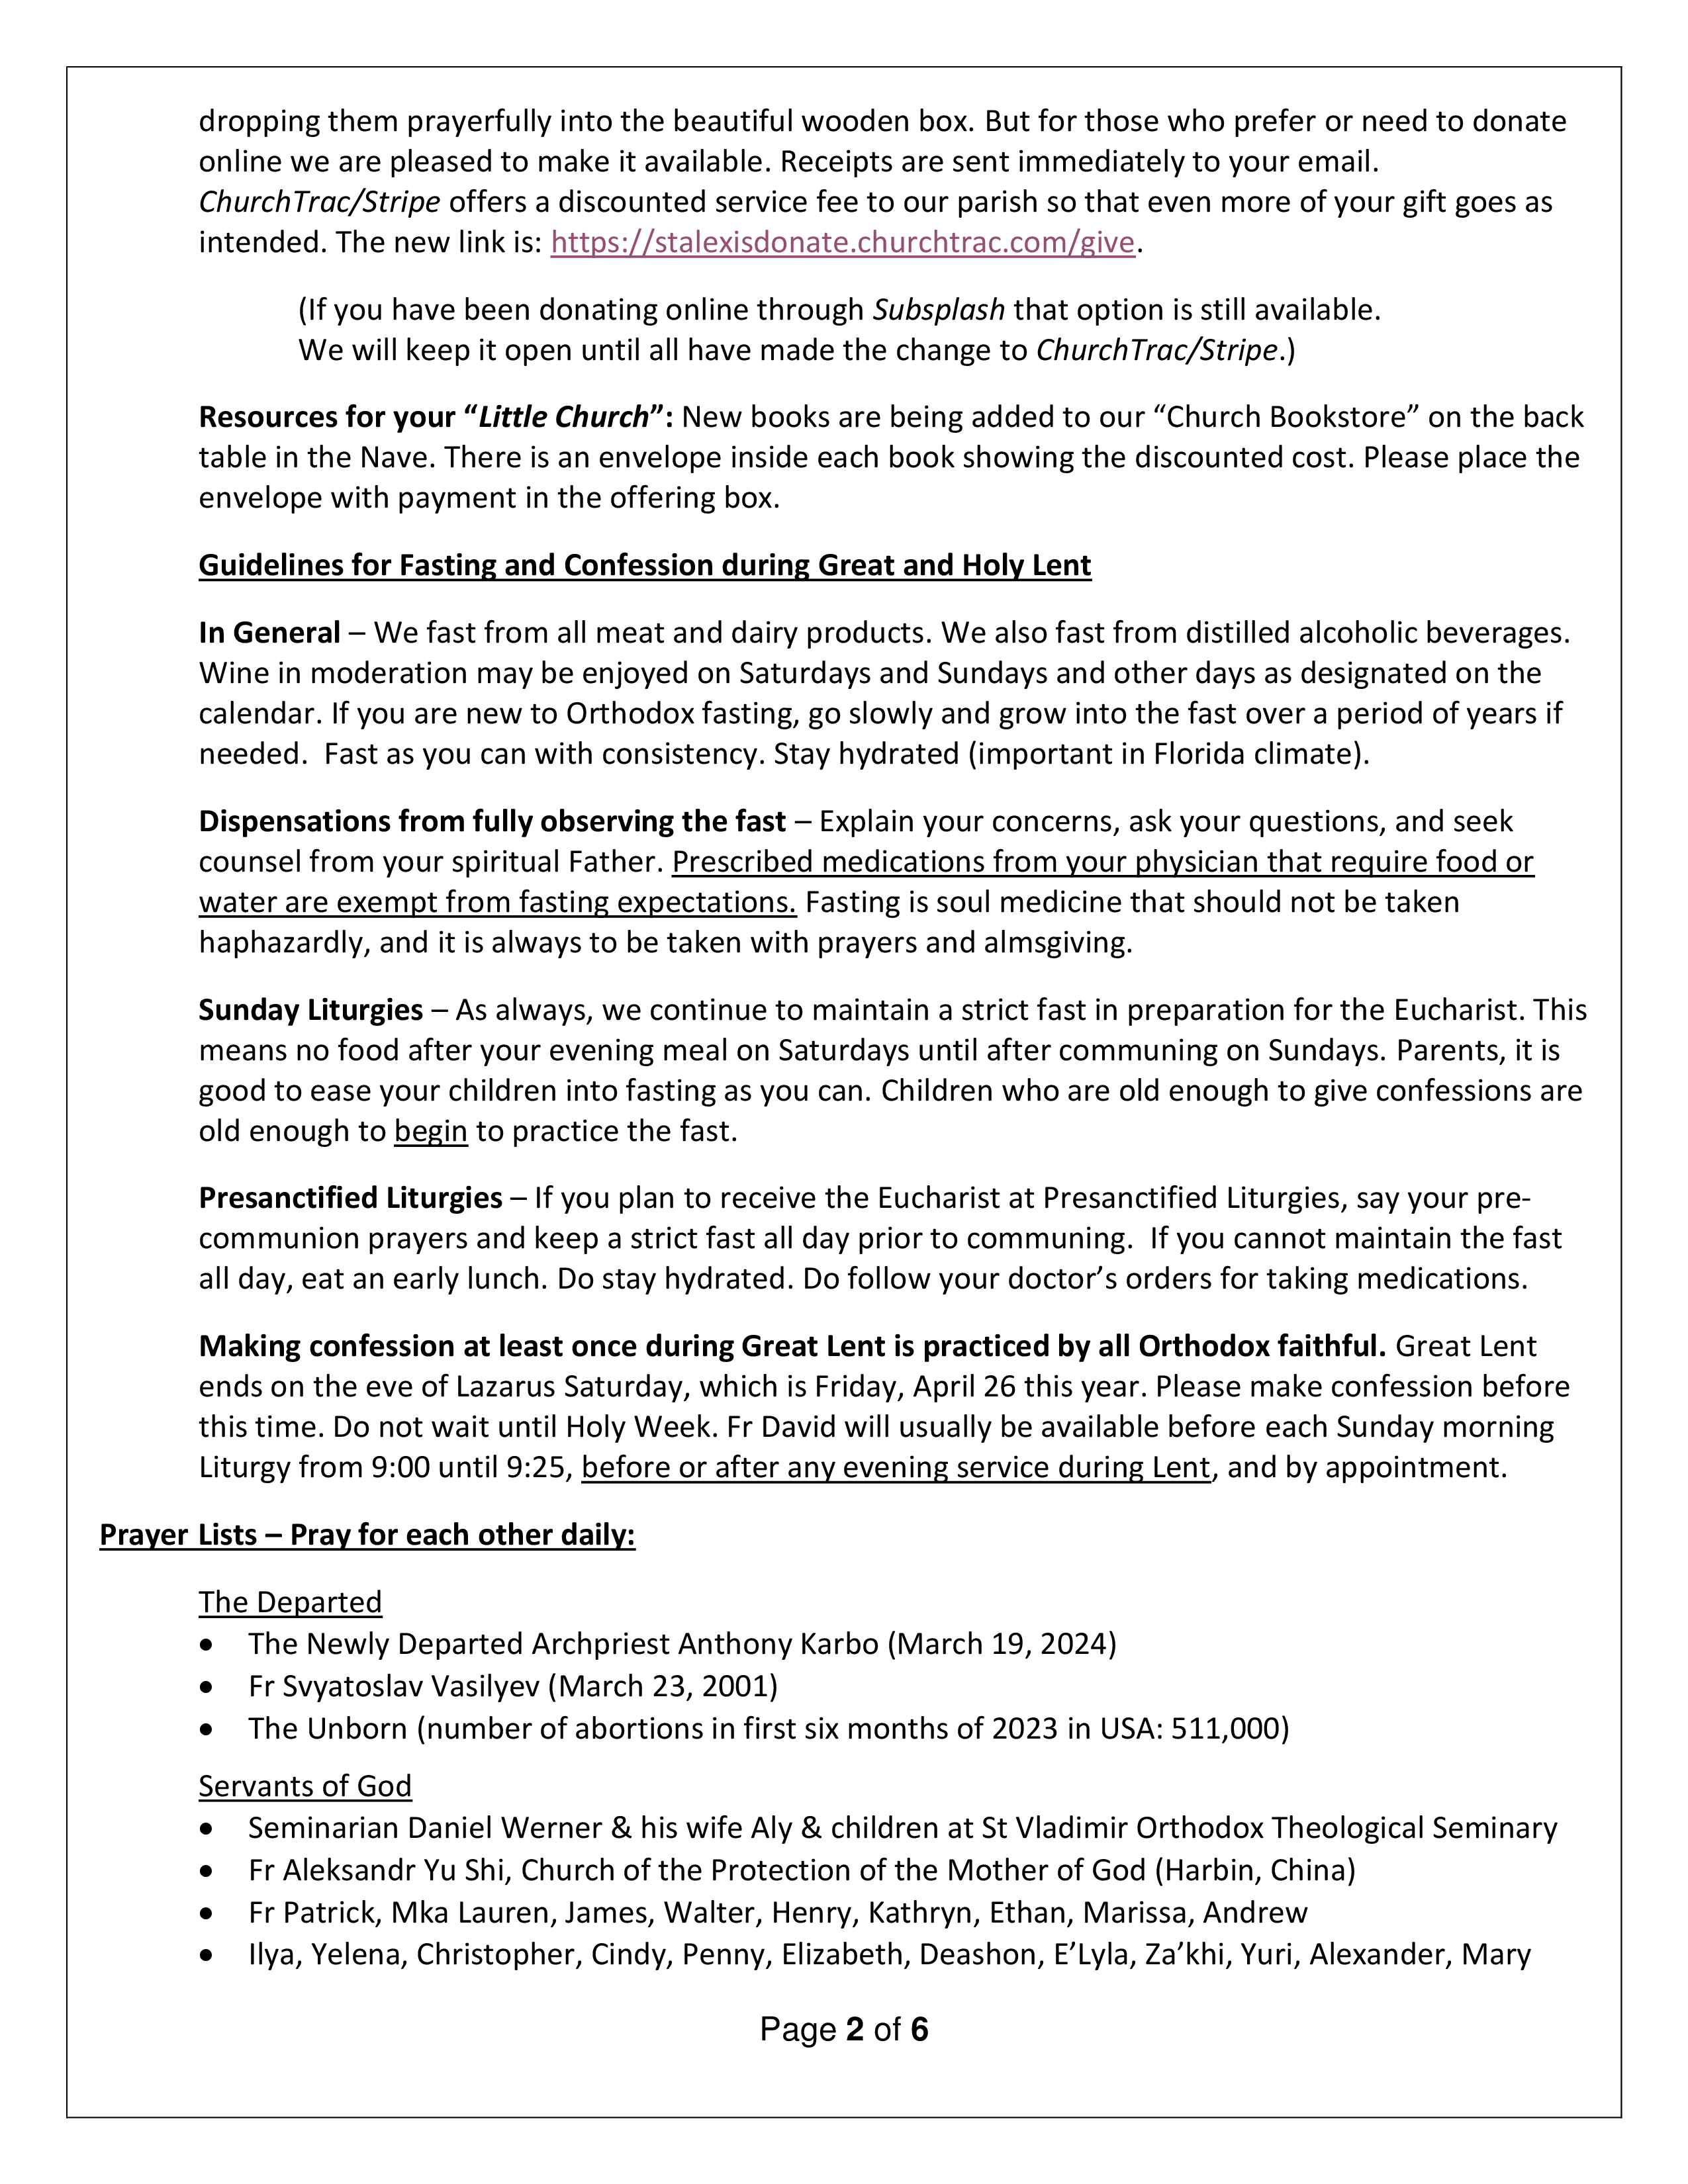 dropping them prayerfully into the beautiful wooden box. But for those who prefer or need to donate
online we are pleased to make it available. Receipts are sent immediately to your email.
ChurchTrac/Stripe offers a discounted service fee to our parish so that even more of your gift goes as
intended. The new link is: https://stalexisdonate.churchtrac.com/give.
(If you have been donating online through Subsplash that option is still available.
We will keep it open until all have made the change to ChurchTrac/Stripe.)
Resources for your “Little Church”: New books are being added to our “Church Bookstore” on the back
table in the Nave. There is an envelope inside each book showing the discounted cost. Please place the
envelope with payment in the offering box.
Guidelines for Fasting and Confession during Great and Holy Lent
In General – We fast from all meat and dairy products. We also fast from distilled alcoholic beverages.
Wine in moderation may be enjoyed on Saturdays and Sundays and other days as designated on the
calendar. If you are new to Orthodox fasting, go slowly and grow into the fast over a period of years if
needed.  Fast as you can with consistency. Stay hydrated (important in Florida climate).
Dispensations from fully observing the fast – Explain your concerns, ask your questions, and seek
counsel from your spiritual Father. Prescribed medications from your physician that require food or
water are exempt from fasting expectations. Fasting is soul medicine that should not be taken
haphazardly, and it is always to be taken with prayers and almsgiving.
Sunday Liturgies – As always, we continue to maintain a strict fast in preparation for the Eucharist. This
means no food after your evening meal on Saturdays until after communing on Sundays. Parents, it is
good to ease your children into fasting as you can. Children who are old enough to give confessions are
old enough to begin to practice the fast.
Presanctified Liturgies – If you plan to receive the Eucharist at Presanctified Liturgies, say your pre-
communion prayers and keep a strict fast all day prior to communing.  If you cannot maintain the fast
all day, eat an early lunch. Do stay hydrated. Do follow your doctor’s orders for taking medications.
Making confession at least once during Great Lent is practiced by all Orthodox faithful. Great Lent
ends on the eve of Lazarus Saturday, which is Friday, April 26 this year. Please make confession before
this time. Do not wait until Holy Week. Fr David will usually be available before each Sunday morning
Liturgy from 9:00 until 9:25, before or after any evening service during Lent, and by appointment.
Prayer Lists – Pray for each other daily:
The Departed
• The Newly Departed Archpriest Anthony Karbo (March 19, 2024)
• Fr Svyatoslav Vasilyev (March 23, 2001)
• The Unborn (number of abortions in first six months of 2023 in USA: 511,000)
Servants of God
• Seminarian Daniel Werner & his wife Aly & children at St Vladimir Orthodox Theological Seminary
• Fr Aleksandr Yu Shi, Church of the Protection of the Mother of God (Harbin, China)
• Fr Patrick, Mka Lauren, James, Walter, Henry, Kathryn, Ethan, Marissa, Andrew
• Ilya, Yelena, Christopher, Cindy, Penny, Elizabeth, Deashon, E’Lyla, Za’khi, Yuri, Alexander, Mary
Page 2 of 6